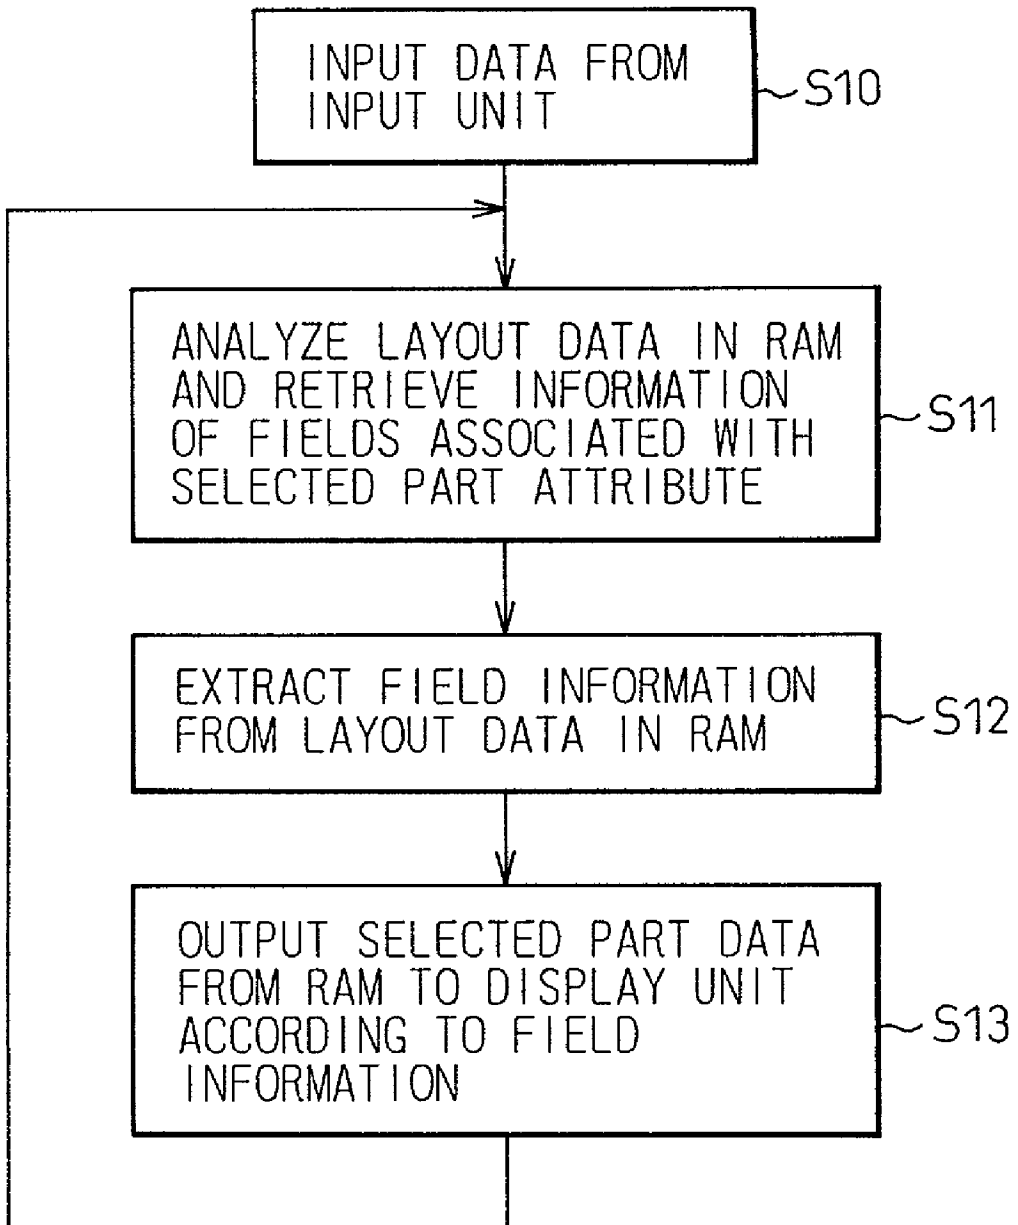 INPUT DATA FROM
INPUT UNIT
S10
ANALYZE LAYOUT DATA IN RAM
AND RETRIEVE INFORMATION
OF FIELDS ASSOCIATED WITH
SELECTED PART ATTRIBUTE
S11
EXTRACT FIELD INFORMATION
FROM LAYOUT DATA IN RAM
S12
OUTPUT SELECTED PART DATA
FROM RAM TO DISPLAY UNIT
ACCORDING TO FIELD
INFORMATION
S13